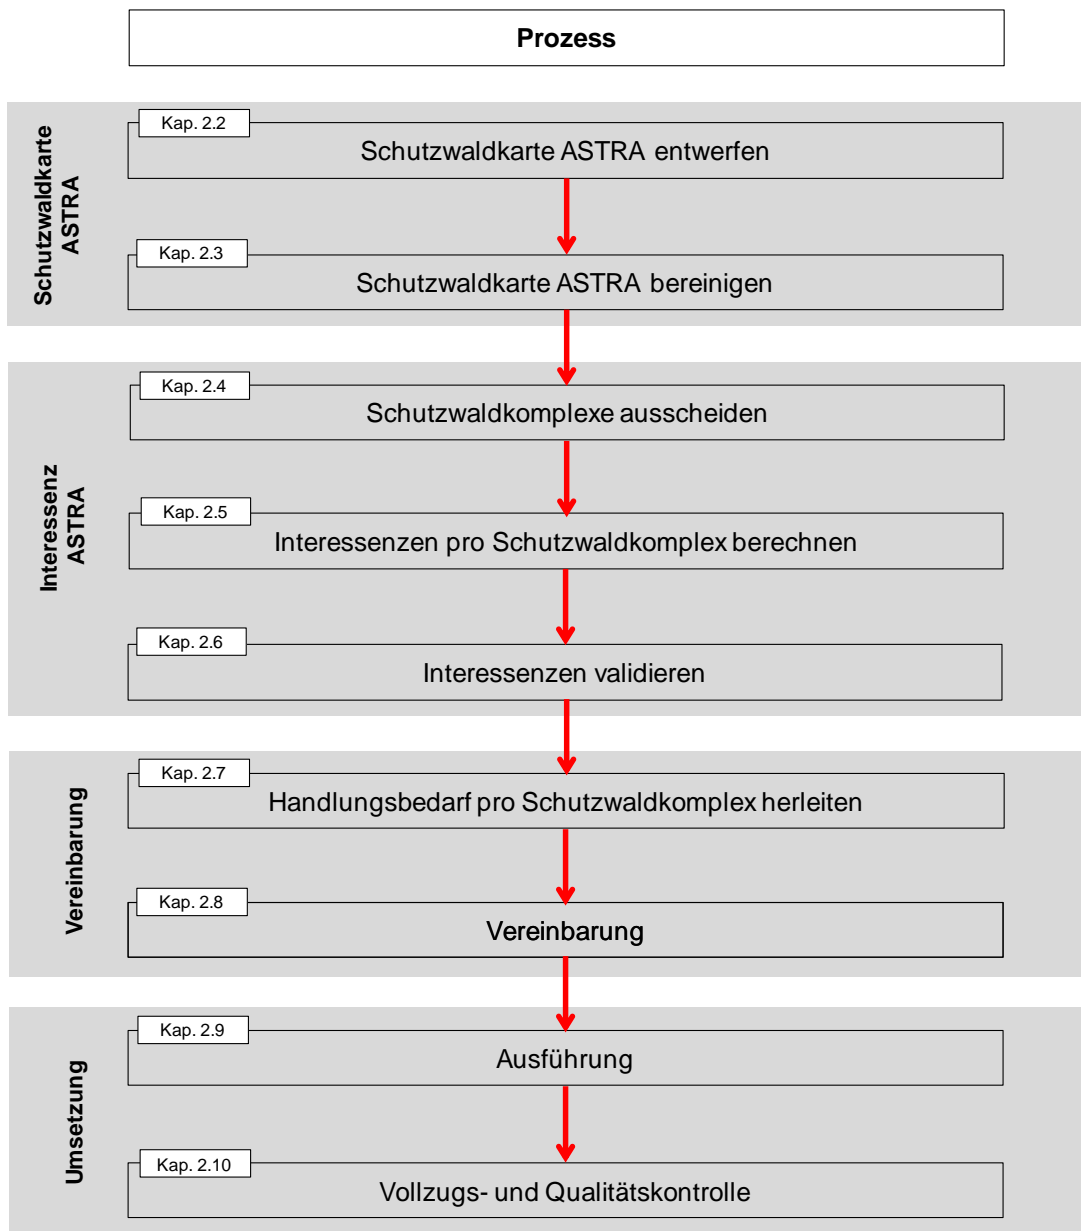 Prozess
Schutzwaldkarte
ASTRA
Kap. 2.2
Schutzwaldkarte ASTRA entwerfen
Kap. 2.3
Schutzwaldkarte ASTRA bereinigen
Interessenz
ASTRA
Kap. 2.4
Schutzwaldkomplexe ausscheiden
Kap. 2.5
Interessenzen pro Schutzwaldkomplex berechnen
Kap. 2.6
Interessenzen validieren
Vereinbarung
Kap. 2.7
Handlungsbedarf pro Schutzwaldkomplex herleiten
Kap. 2.8
Vereinbarung
Umsetzung
Kap. 2.9
Ausführung
Kap. 2.10
Vollzugs- und Qualitätskontrolle